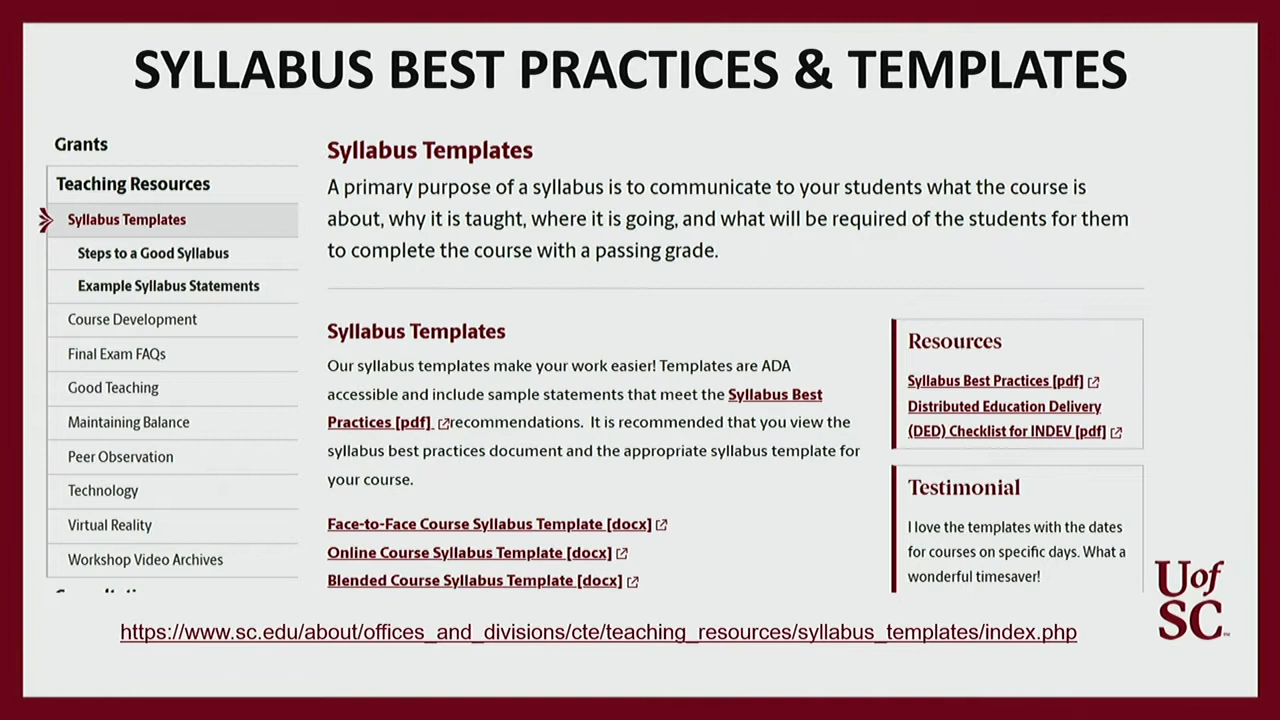 SYLLABUS BEST PRACTICES & TEMPLATES
Grants
Teaching Resources
Syllabus Templates
Steps to a Good Syllabus
Example Syllabus Statements
Course Development
Final Exam FAQs
Good Teaching
Maintaining Balance
Peer Observation
Technology
Virtual Reality
Workshop Video Archives
Syllabus Templates
A primary purpose of a syllabus is to communicate to your students what the course is
about, why it is taught, where it is going, and what will be required of the students for them
to complete the course with a passing grade.
Syllabus Templates
Our syllabus templates make your work easier! Templates are ADA
accessible and include sample statements that meet the Syllabus Best
Practices [pdf] recommendations. It is recommended that you view the
syllabus best practices document and the appropriate syllabus template for
your course.
Face-to-Face Course Syllabus Template [docx]
Online Course Syllabus Template [docx]
Blended Course Syllabus Template [docx]
Resources
Syllabus Best Practices [pdf]
Distributed Education Delivery
(DED) Checklist for INDEV [pdf]
Testimonial
I love the templates with the dates
for courses on specific days. What a
wonderful timesaver!
UofSC
https://www.sc.edu/about/offices_and_divisions/cte/teaching_resources/syllabus_templates/index.php